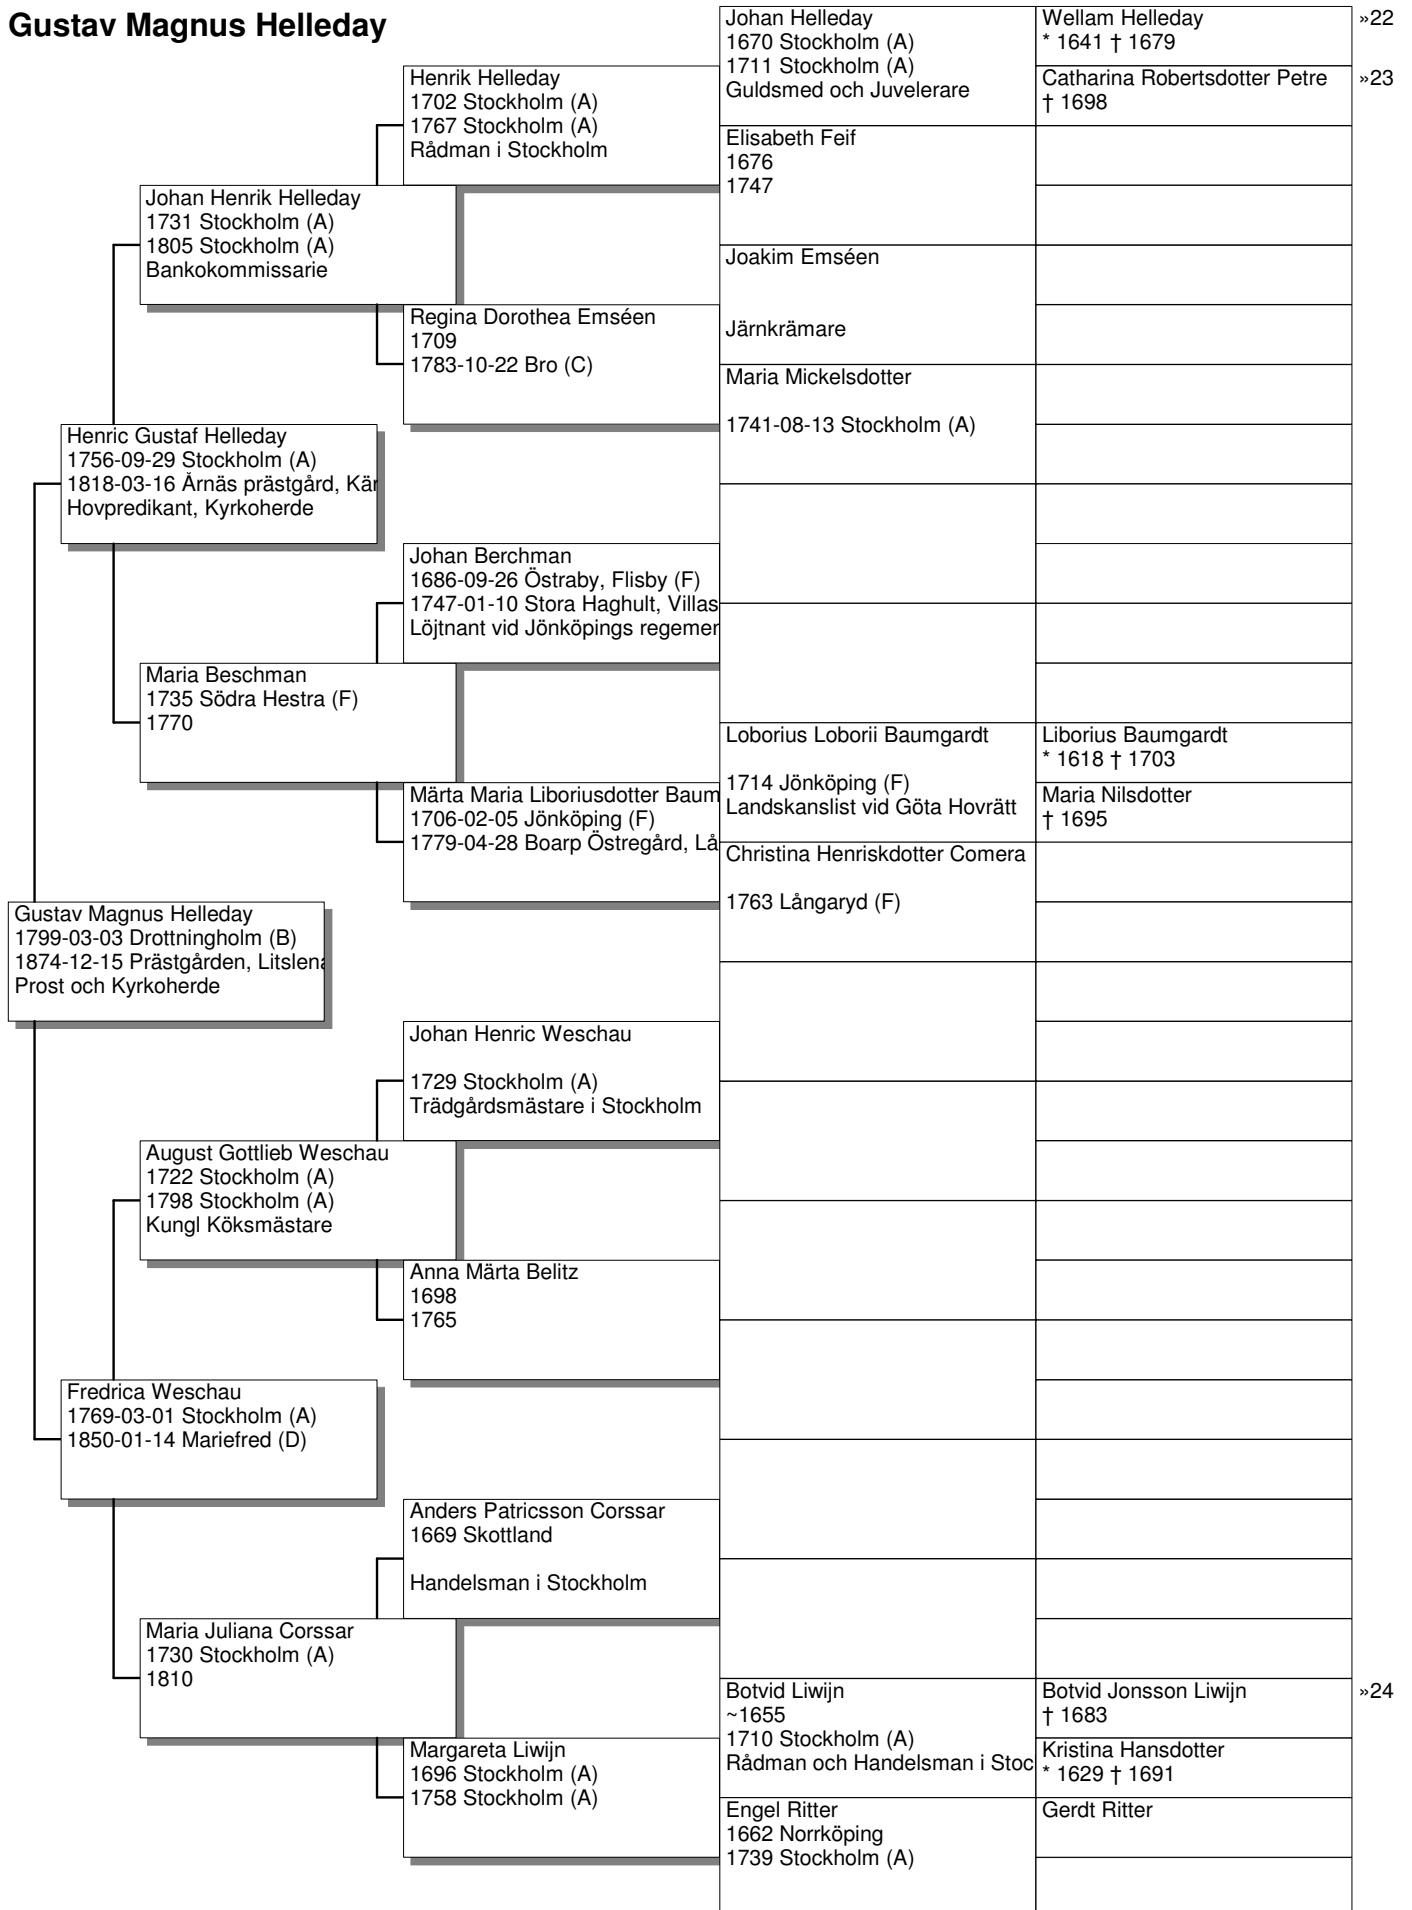 Gustav Magnus Helleday
Johan Helleday
1670 Stockholm (A)
1711 Stockholm (A)
Guldsmed och Juvelerare
Wellam Helleday
* 1641 † 1679
»22
Catharina Robertsdotter Petre
† 1698
»23
Henrik Helleday
1702 Stockholm (A)
1767 Stockholm (A)
Rådman i Stockholm
Elisabeth Feif
1676
1747
Johan Henrik Helleday
1731 Stockholm (A)
1805 Stockholm (A)
Bankokommissarie
Joakim Emséen
Järnkrämare
Regina Dorothea Emséen
1709
1783-10-22 Bro (C)
Maria Mickelsdotter
1741-08-13 Stockholm (A)
Henric Gustaf Helleday
1756-09-29 Stockholm (A)
1818-03-16 Årnäs prästgård, Kär
Hovpredikant, Kyrkoherde
Johan Berchman
1686-09-26 Östraby, Flisby (F)
1747-01-10 Stora Haghult, Villas
Löjtnant vid Jönköpings regemen
Maria Beschman
1735 Södra Hestra (F)
1770
Loborius Loborii Baumgardt
1714 Jönköping (F)
Landskanslist vid Göta Hovrätt
Liborius Baumgardt
* 1618 † 1703
Maria Nilsdotter
† 1695
Märta Maria Liboriusdotter Baum
1706-02-05 Jönköping (F)
1779-04-28 Boarp Östregård, Lå
Christina Henriskdotter Comera
1763 Långaryd (F)
Gustav Magnus Helleday
1799-03-03 Drottningholm (B)
1874-12-15 Prästgården, Litslena
Prost och Kyrkoherde
Johan Henric Weschau
1729 Stockholm (A)
Trädgårdsmästare i Stockholm
August Gottlieb Weschau
1722 Stockholm (A)
1798 Stockholm (A)
Kungl Köksmästare
Anna Märta Belitz
1698
1765
Fredrica Weschau
1769-03-01 Stockholm (A)
1850-01-14 Mariefred (D)
Anders Patricsson Corssar
1669 Skottland
Handelsman i Stockholm
Maria Juliana Corssar
1730 Stockholm (A)
1810
Botvid Liwijn
~1655
1710 Stockholm (A)
Rådman och Handelsman i Stoc
Botvid Jonsson Liwijn
† 1683
»24
Kristina Hansdotter
* 1629 † 1691
Margareta Liwijn
1696 Stockholm (A)
1758 Stockholm (A)
Engel Ritter
1662 Norrköping
1739 Stockholm (A)
Gerdt Ritter